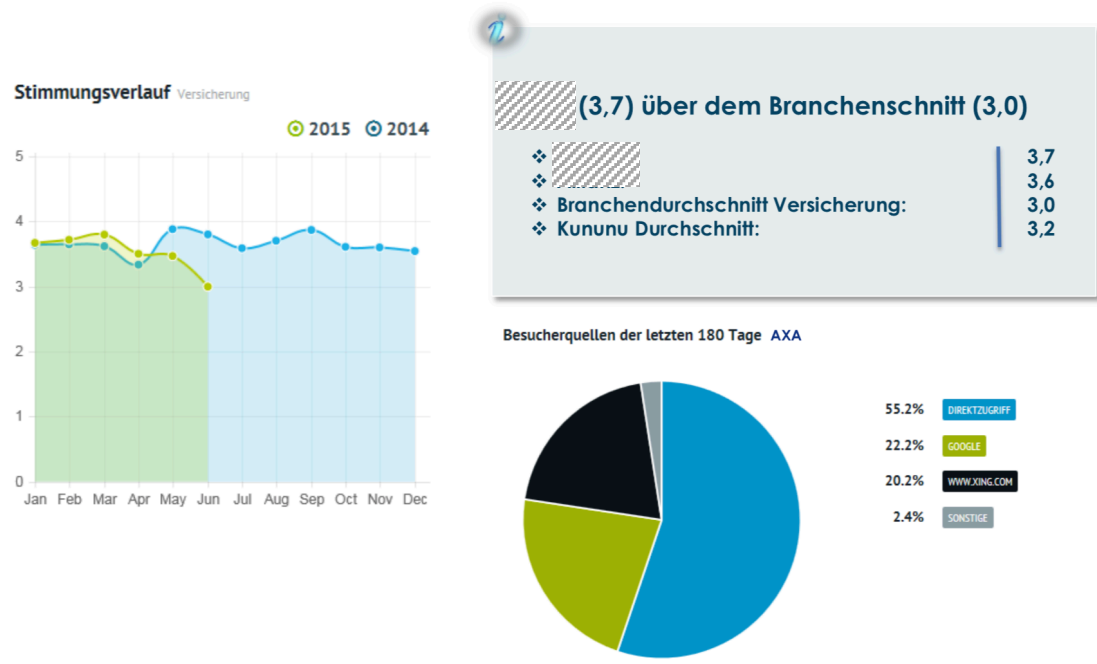 Stimmungsverlauf Versicherung
2015 2014
5
4
3
2
1
0
Jan Feb Mar Apr May Jun Jul Aug Sep Oct Nov Dec
i
(3,7) über dem Branchenschnitt (3,0)
3,7
3,6
Branchendurchschnitt Versicherung: 3,0
Kununu Durchschnitt: 3,2
Besucherquellen der letzten 180 Tage AXA
55.2% DIREKTZUGRIFF
22.2% GOOGLE
20.2% WWW.XING.COM
2.4% SONSTIGE